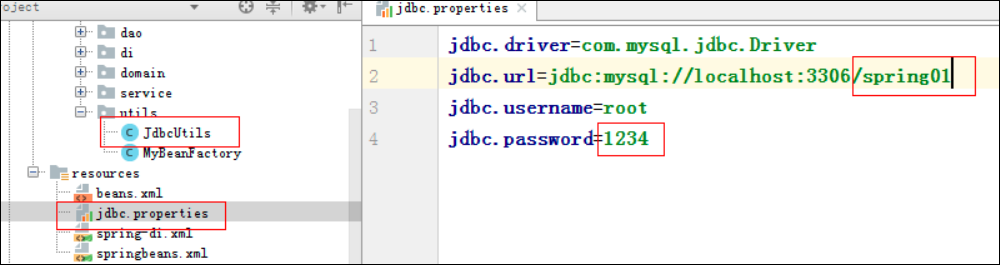 oject
dao
di
domain
service
utils
JdbcUtils
MyBeanFactory
resources
beans.xml
jdbc.properties
spring-di.xml
springbeans.xml
jdbc.properties
1 jdbc.driver=com.mysql.jdbc.Driver
2 jdbc.url=jdbc:mysql://localhost:3306/spring01
3 jdbc.username=root
4 jdbc.password=1234